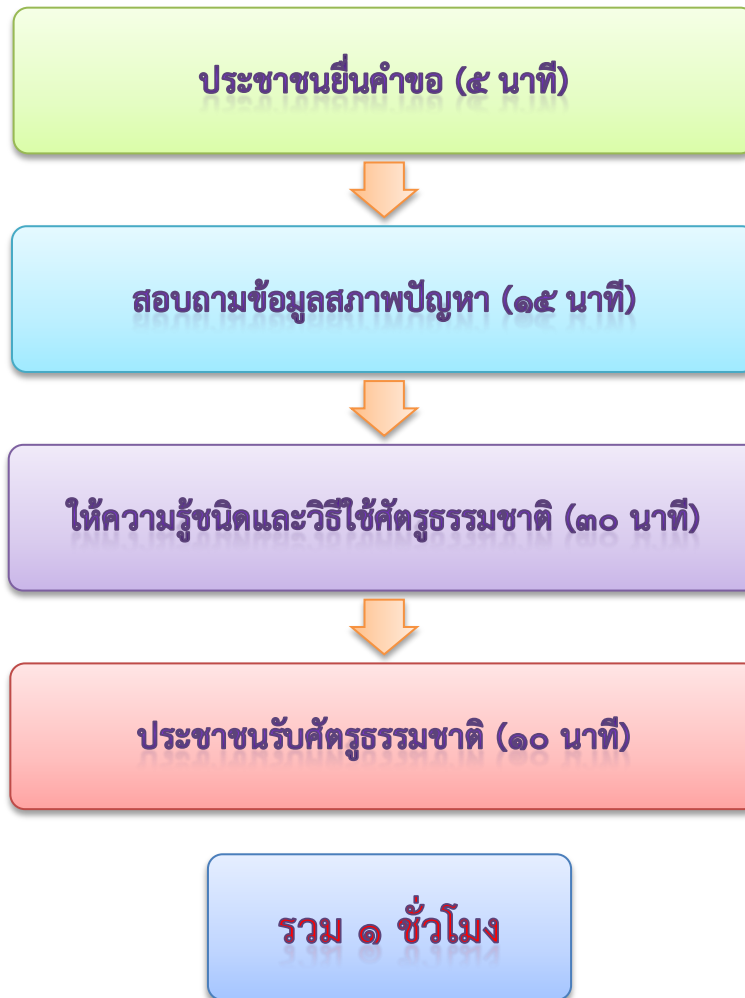 ประชาชนยื่นคำขอ (๕ นาที)
สอบถามข้อมูลสภาพปัญหา (๑๕ นาที)
ให้ความรู้ชนิดและวิธีใช้ศัตรูธรรมชาติ (๓๐ นาที)
ประชาชนรับศัตรูธรรมชาติ (๑๐ นาที)
รวม ๑ ชั่วโมง